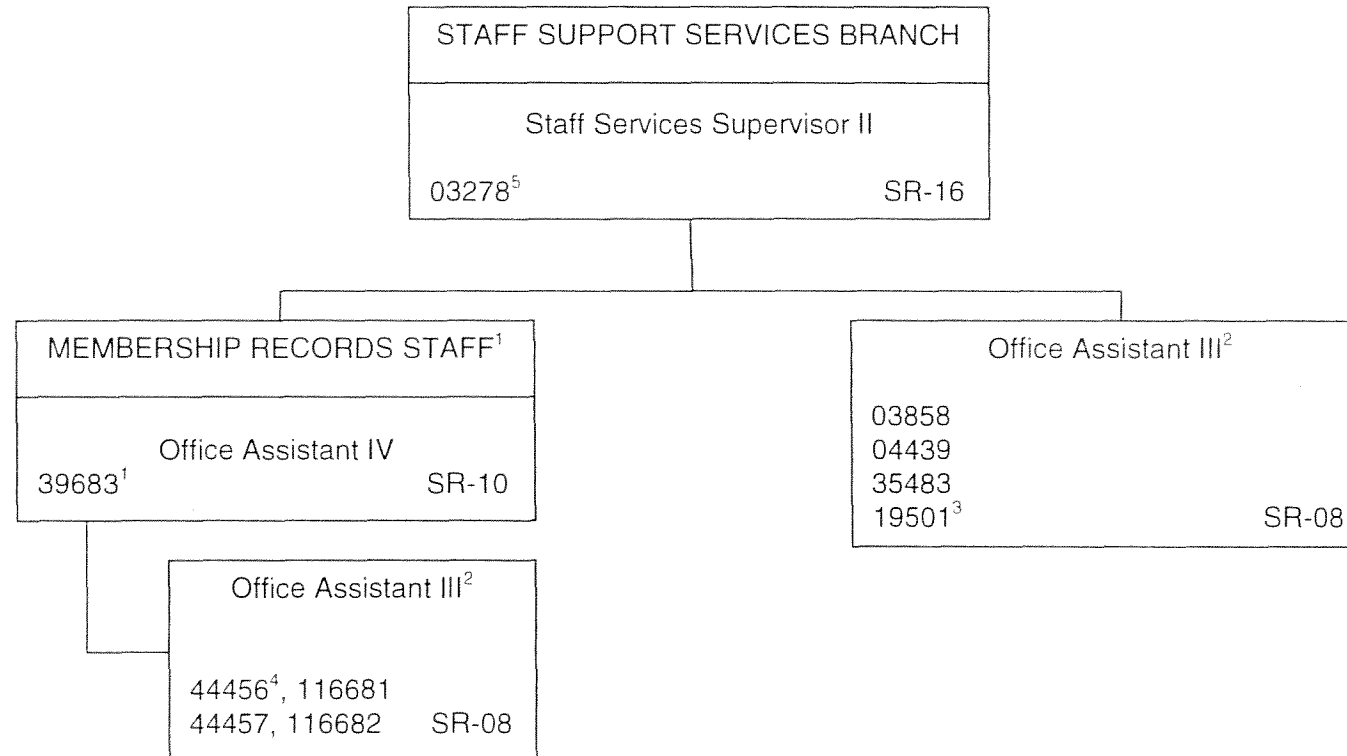 STAFF SUPPORT SERVICES BRANCH
Staff Services Supervisor II
03278⁵ SR-16
MEMBERSHIP RECORDS STAFF¹
Office Assistant IV
39683¹ SR-10
Office Assistant III²
44456⁴, 116681
44457, 116682 SR-08
Office Assistant III²
03858
04439
35483
19501³ SR-08